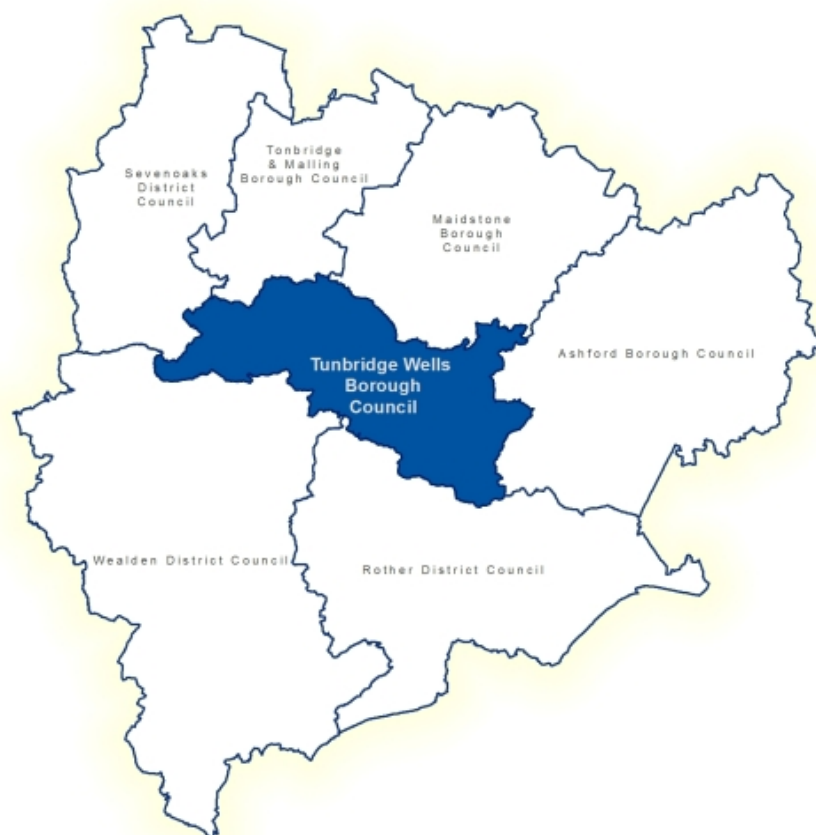 Tonbridge
& Malling
Borough Council
Sevenoaks
District
Council
Maidstone
Borough
Council
Ashford Borough Council
Tunbridge Wells
Borough
Council
Wealden District Council
Rother District Council